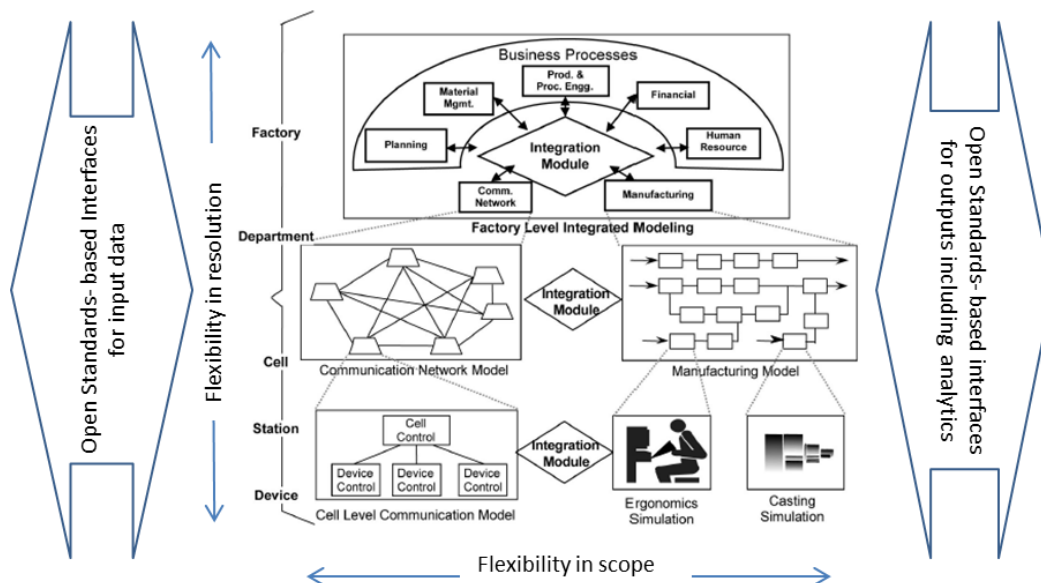 Open Standards- based Interfaces
for input data
Flexibility in resolution
Factory
Department
Cell
Station
Device
Business Processes
Prod. &
Proc. Engg.
Material
Mgmt.
Financial
Planning
Integration
Module
Human
Resource
Comm.
Network
Manufacturing
Factory Level Integrated Modeling
Integration
Module
Communication Network Model
Manufacturing Model
Cell
Control
Device
Control
Device
Control
Device
Control
Cell Level Communication Model
Integration
Module
Ergonomics
Simulation
Casting
Simulation
Flexibility in scope
Open Standards- based interfaces
for outputs including analytics